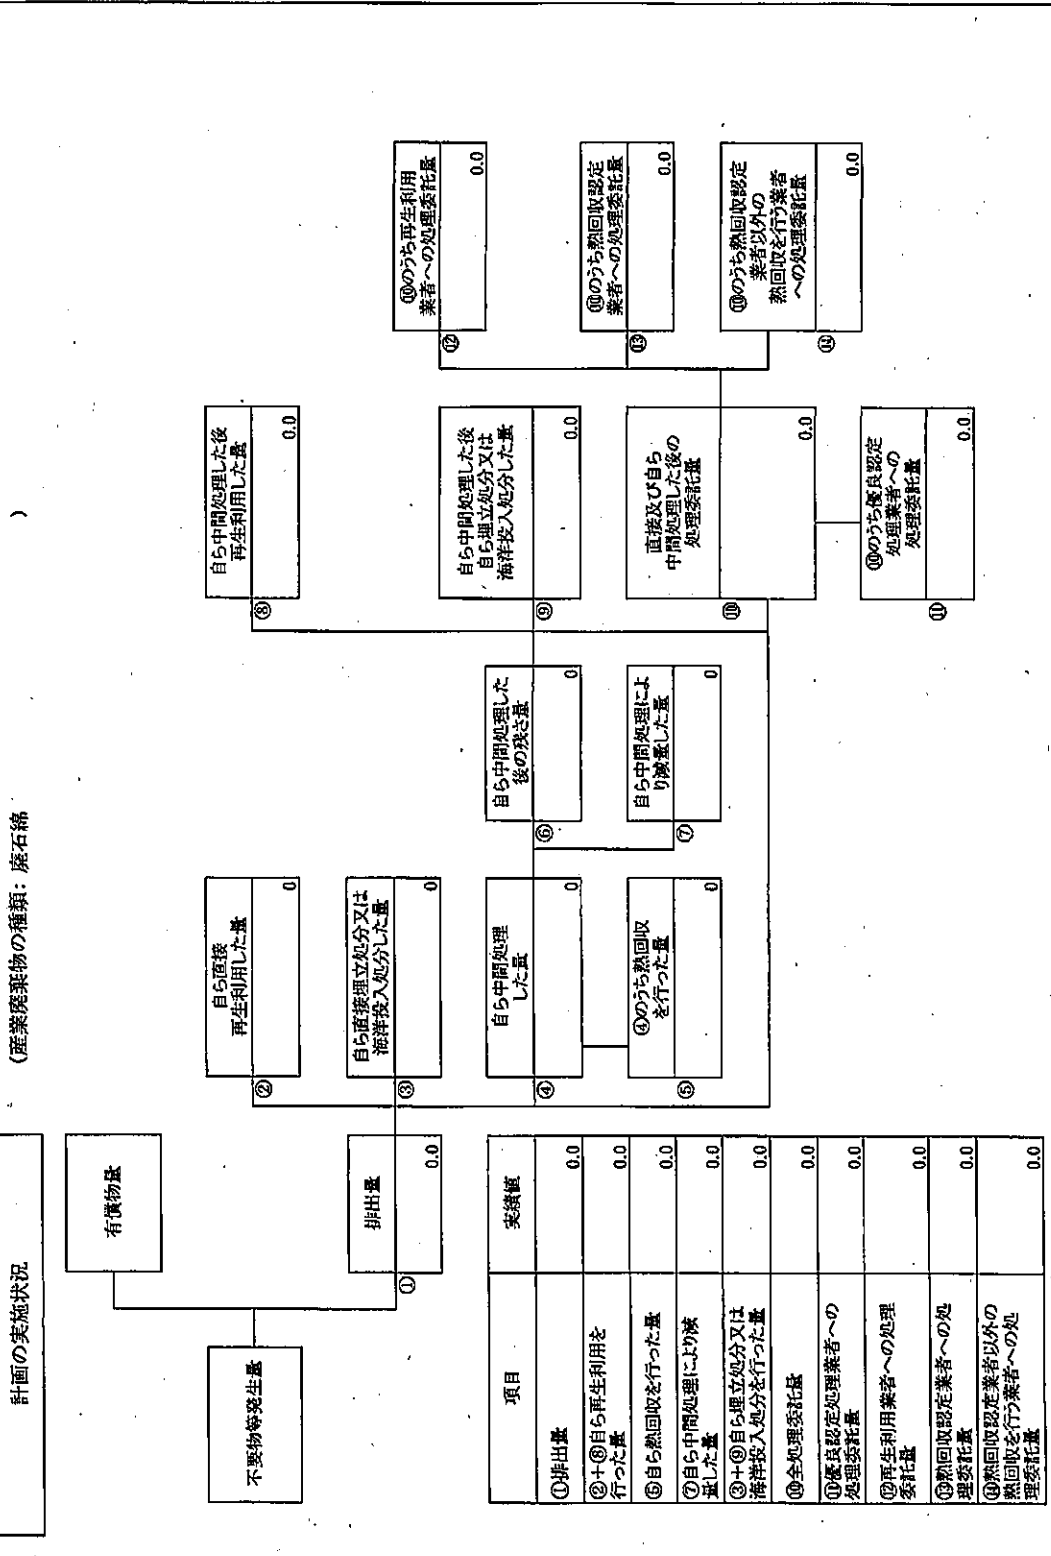 計画の実施状況
(産業廃棄物の種類: 廃石綿
)
不要物等発生量
有償物量
排出量
①
0.0
自ら直接
再生利用した量
②
0
自ら直接埋立処分又は
海洋投入処分した量
③
0
自ら中間処理
した量
④
0
④のうち熱回収
を行った量
⑤
0
自ら中間処理した
後の残さ量
⑥
0
自ら中間処理によ
り減量した量
⑦
0
自ら中間処理した後
再生利用した量
⑧
0.0
自ら中間処理した後
自ら埋立処分又は
海洋投入処分した量
⑨
0.0
直接及び自ら
中間処理した後の
処理委託量
⑩
0.0
⑩のうち優良認定
処理業者への
処理委託量
⑪
0.0
⑩のうち再生利用
業者への処理委託量
⑫
0.0
⑩のうち熱回収認定
業者への処理委託量
⑬
0.0
⑩のうち熱回収認定
業者以外の
熱回収を行う業者
への処理委託量
⑭
0.0
項目
実績値
①排出量
0.0
②+⑧自ら再生利用を
行った量
0.0
⑤自ら熱回収を行った量
0.0
⑦自ら中間処理により減
量した量
0.0
③+⑨自ら埋立処分又は
海洋投入処分を行った量
0.0
⑩全処理委託量
0.0
⑪優良認定処理業者への
処理委託量
0.0
⑫再生利用業者への処理
委託量
0.0
⑬熱回収認定業者への処
理委託量
0.0
⑭熱回収認定業者以外の
熱回収を行う業者への処
理委託量
0.0